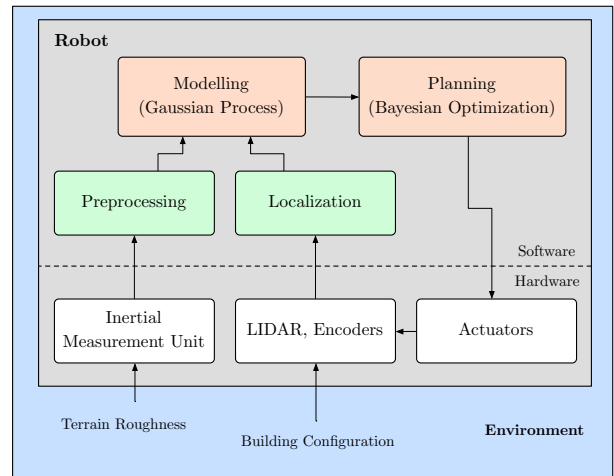 Robot
Modelling
(Gaussian Process)
Planning
(Bayesian Optimization)
Preprocessing
Localization
Software
Hardware
Inertial
Measurement Unit
LIDAR, Encoders
Actuators
Terrain Roughness
Building Configuration
Environment